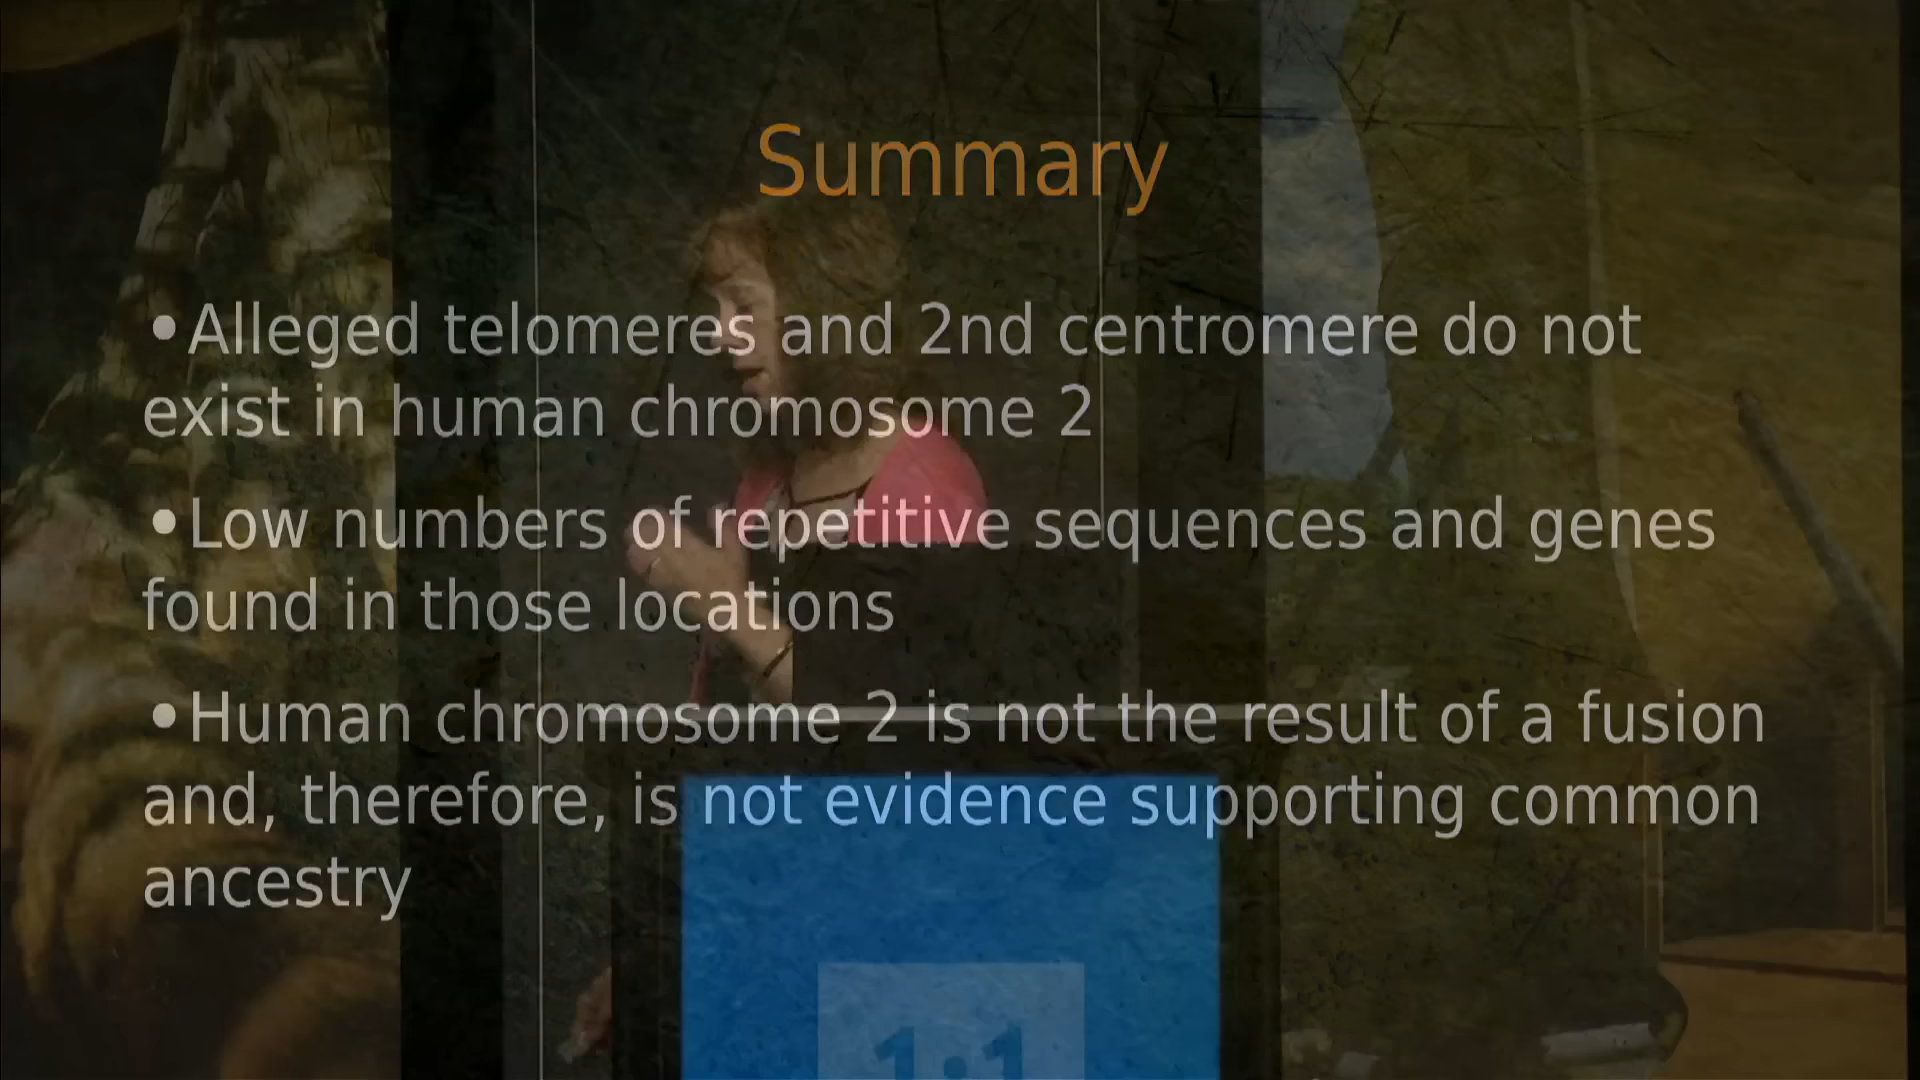 Summary
•Alleged telomeres and 2nd centromere do not
exist in human chromosome 2
•Low numbers of repetitive sequences and genes
found in those locations
•Human chromosome 2 is not the result of a fusion
and, therefore, is not evidence supporting common
ancestry
1:1